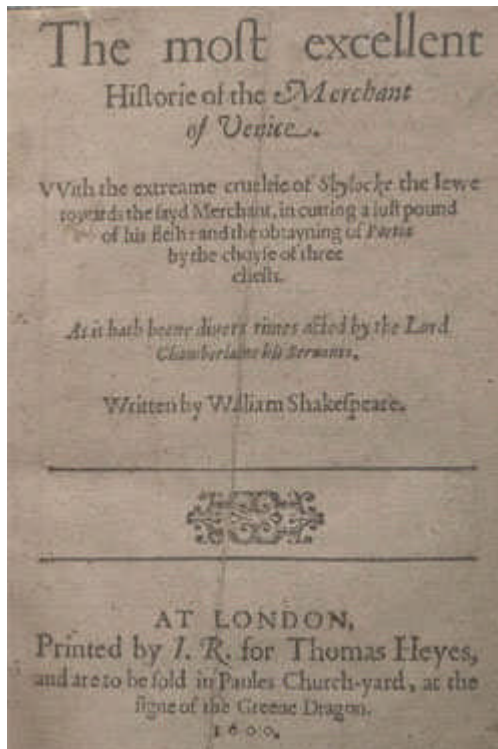 The moſt excellent
Hiſtorie of the Merchant
of Venice.
VVith the extreame crueltie of Shylocke the Iewe
towards the ſayd Merchant, in cutting a iuſt pound
of his fleſh: and the obtayning of Portia
by the choyſe of three
cheſts.
As it hath beene diuers times acted by the Lord
Chamberlaine his Seruants.
Written by William Shakeſpeare.
AT LONDON,
Printed by I. R. for Thomas Heyes,
and are to be ſold in Paules Church-yard, at the
ſigne of the Greene Dragon.
1600.